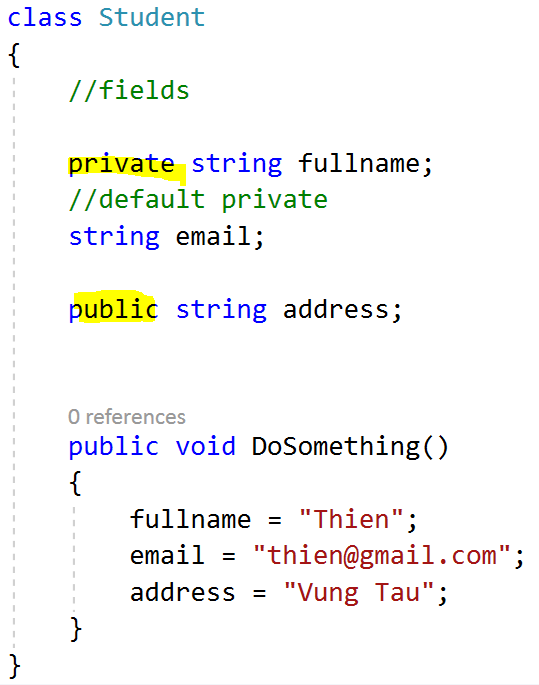 class Student
{
//fields
private string fullname;
//default private
string email;
public string address;
0 references
public void DoSomething()
{
fullname = "Thien";
email = "thien@gmail.com";
address = "Vung Tau";
}
}